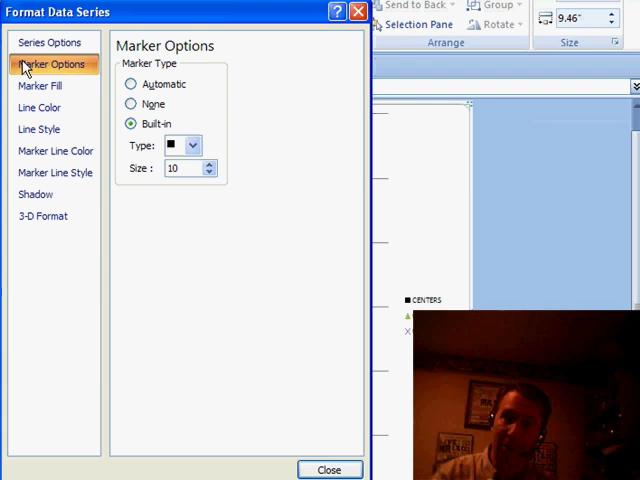 Format Data Series
Send to Back
Group
Selection Pane
Rotate
9.46"
Arrange
Size
Series Options
Marker Options
Marker Fill
Line Color
Line Style
Marker Line Color
Marker Line Style
Shadow
3-D Format
Marker Options
Marker Type
Automatic
None
Built-in
Type:
Size :
10
CENTERS
Close